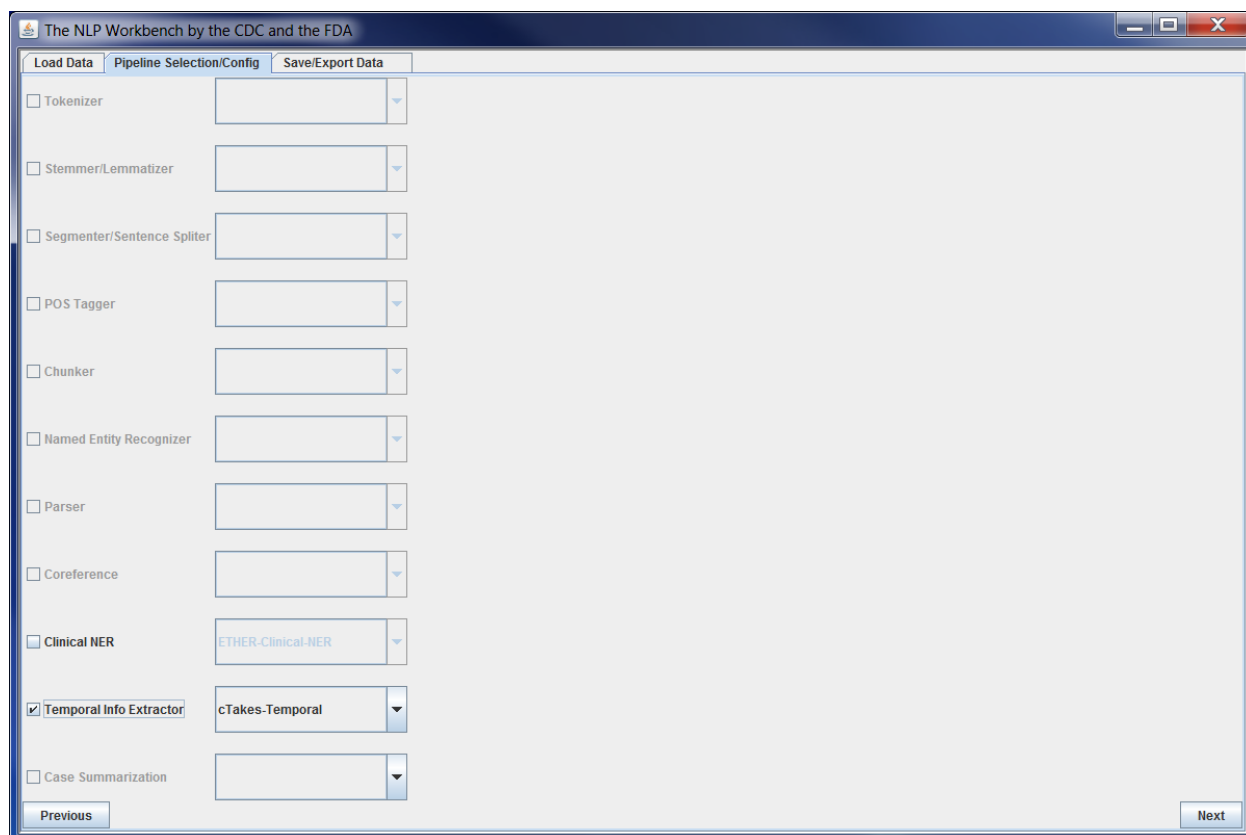 The NLP Workbench by the CDC and the FDA
Load Data Pipeline Selection/Config Save/Export Data
Tokenizer
Stemmer/Lemmatizer
Segmenter/Sentence Spliter
POS Tagger
Chunker
Named Entity Recognizer
Parser
Coreference
Clinical NER ETHER-Clinical-NER
Temporal Info Extractor cTakes-Temporal
Case Summarization
Previous Next